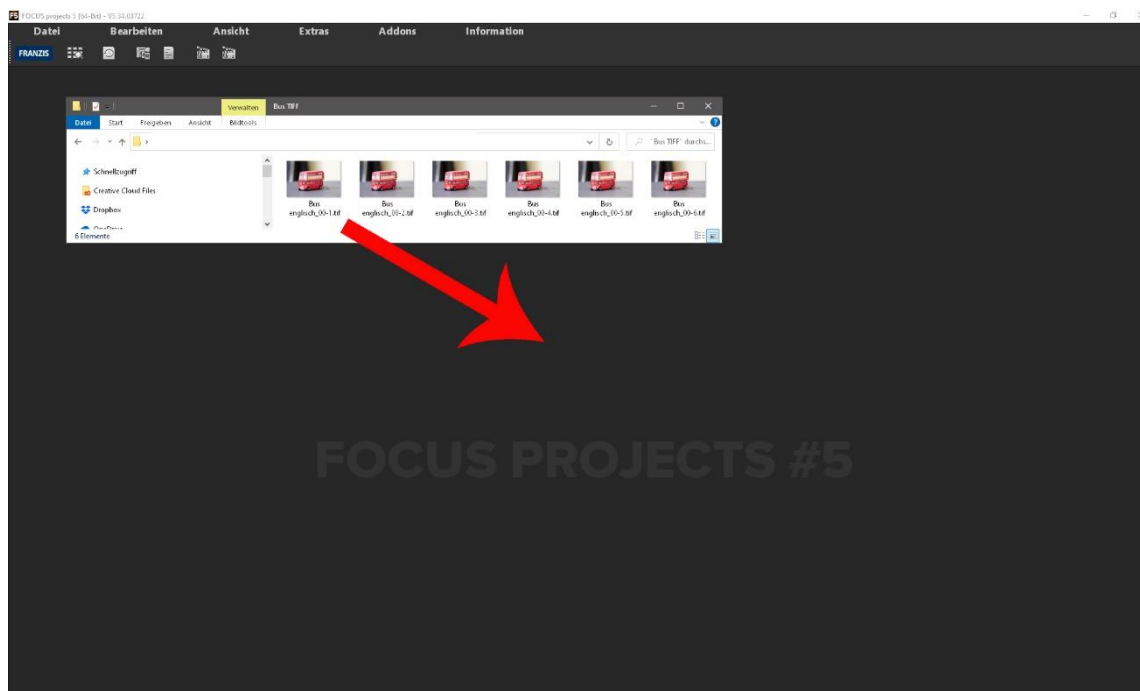 F5 FOCUS projects 5 (64-Bit) - V5.34.03722
Datei Bearbeiten Ansicht Extras Addons Information
FRANZIS
Verwalten Bus TIFF
Datei Start Freigeben Ansicht Bildtools
"Bus TIFF" durchs...
Schnellzugriff
Creative Cloud Files
Dropbox
OneDrive
Bus englisch_00-1.tif
Bus englisch_00-2.tif
Bus englisch_00-3.tif
Bus englisch_00-4.tif
Bus englisch_00-5.tif
Bus englisch_00-6.tif
6 Elemente
FOCUS PROJECTS #5